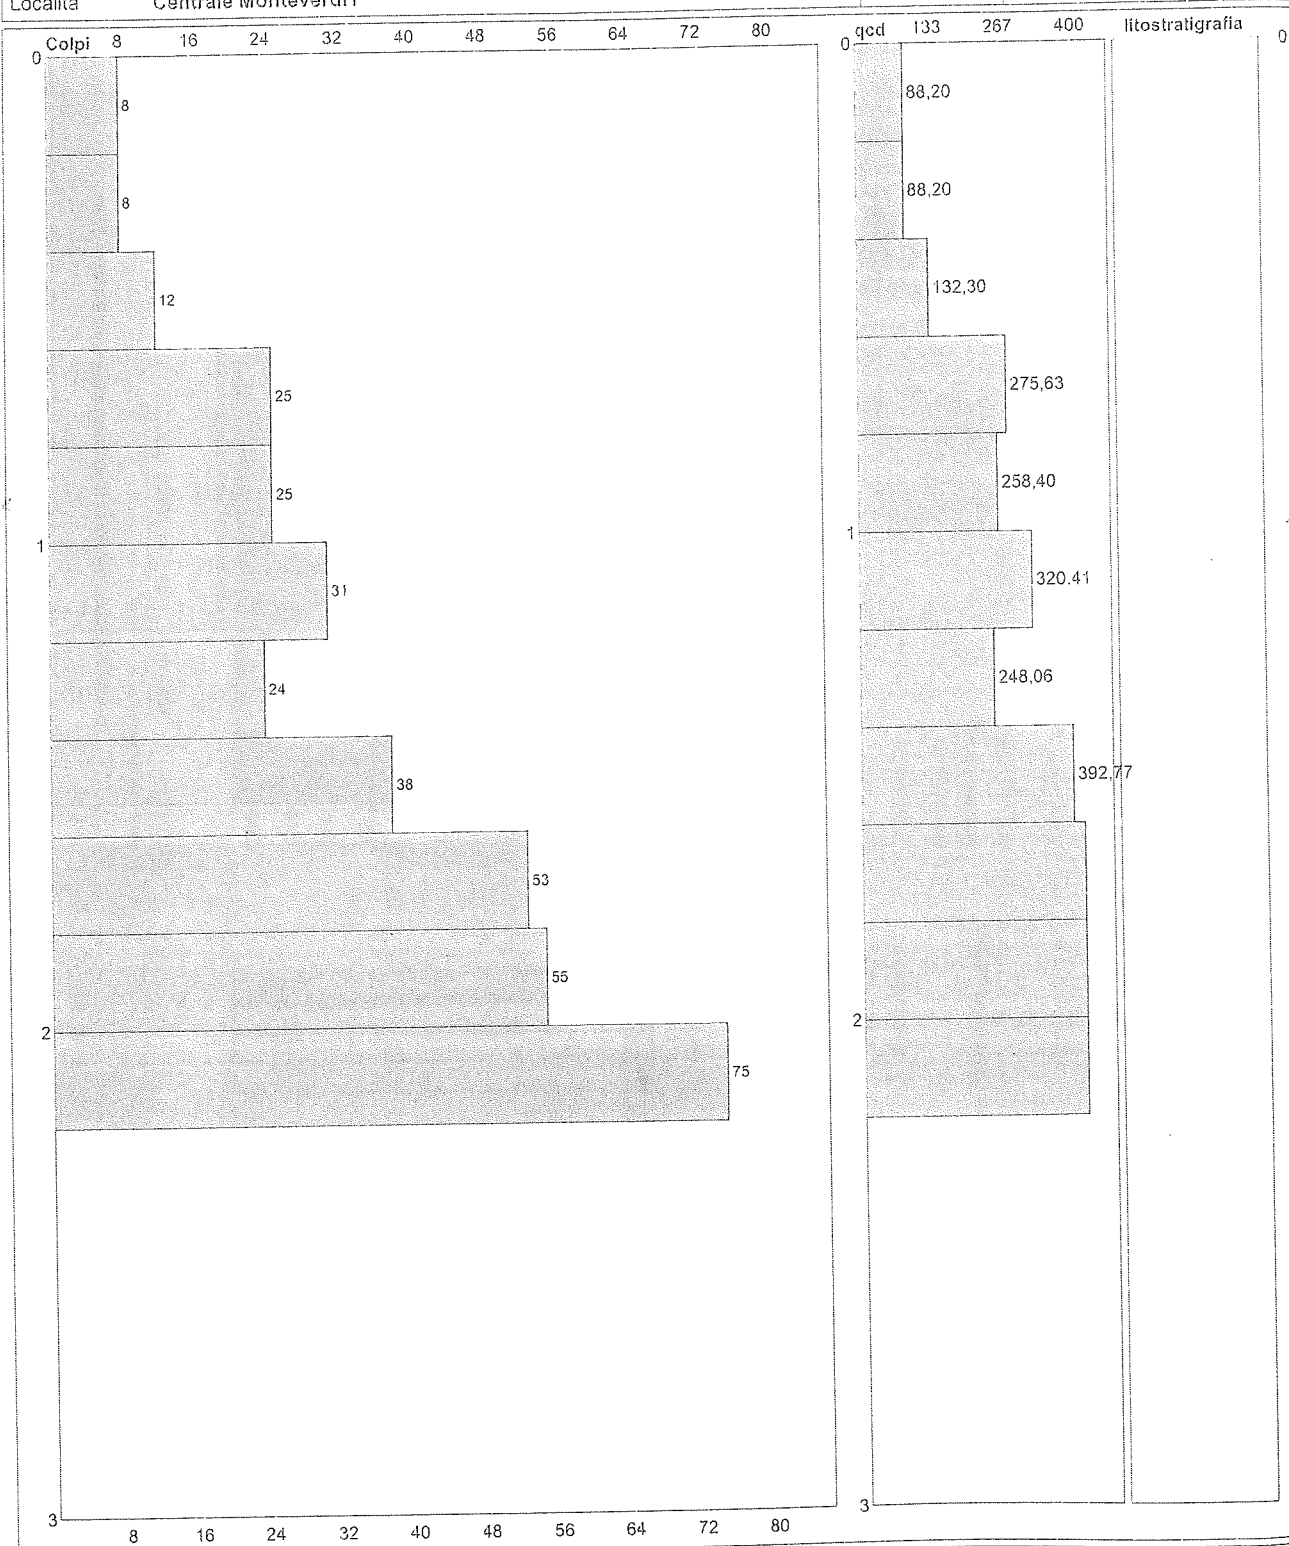 Località Centrale Monteverdi
Colpi 8 16 24 32 40 48 56 64 72 80
qcd 133 267 400 litostratigrafia
0 0 0
8 88,20
8 88,20
12 132,30
25 275,63
25 258,40
1 1
31 320.41
24 248,06
38 392,77
53
55
2 2
75
3 3
8 16 24 32 40 48 56 64 72 80